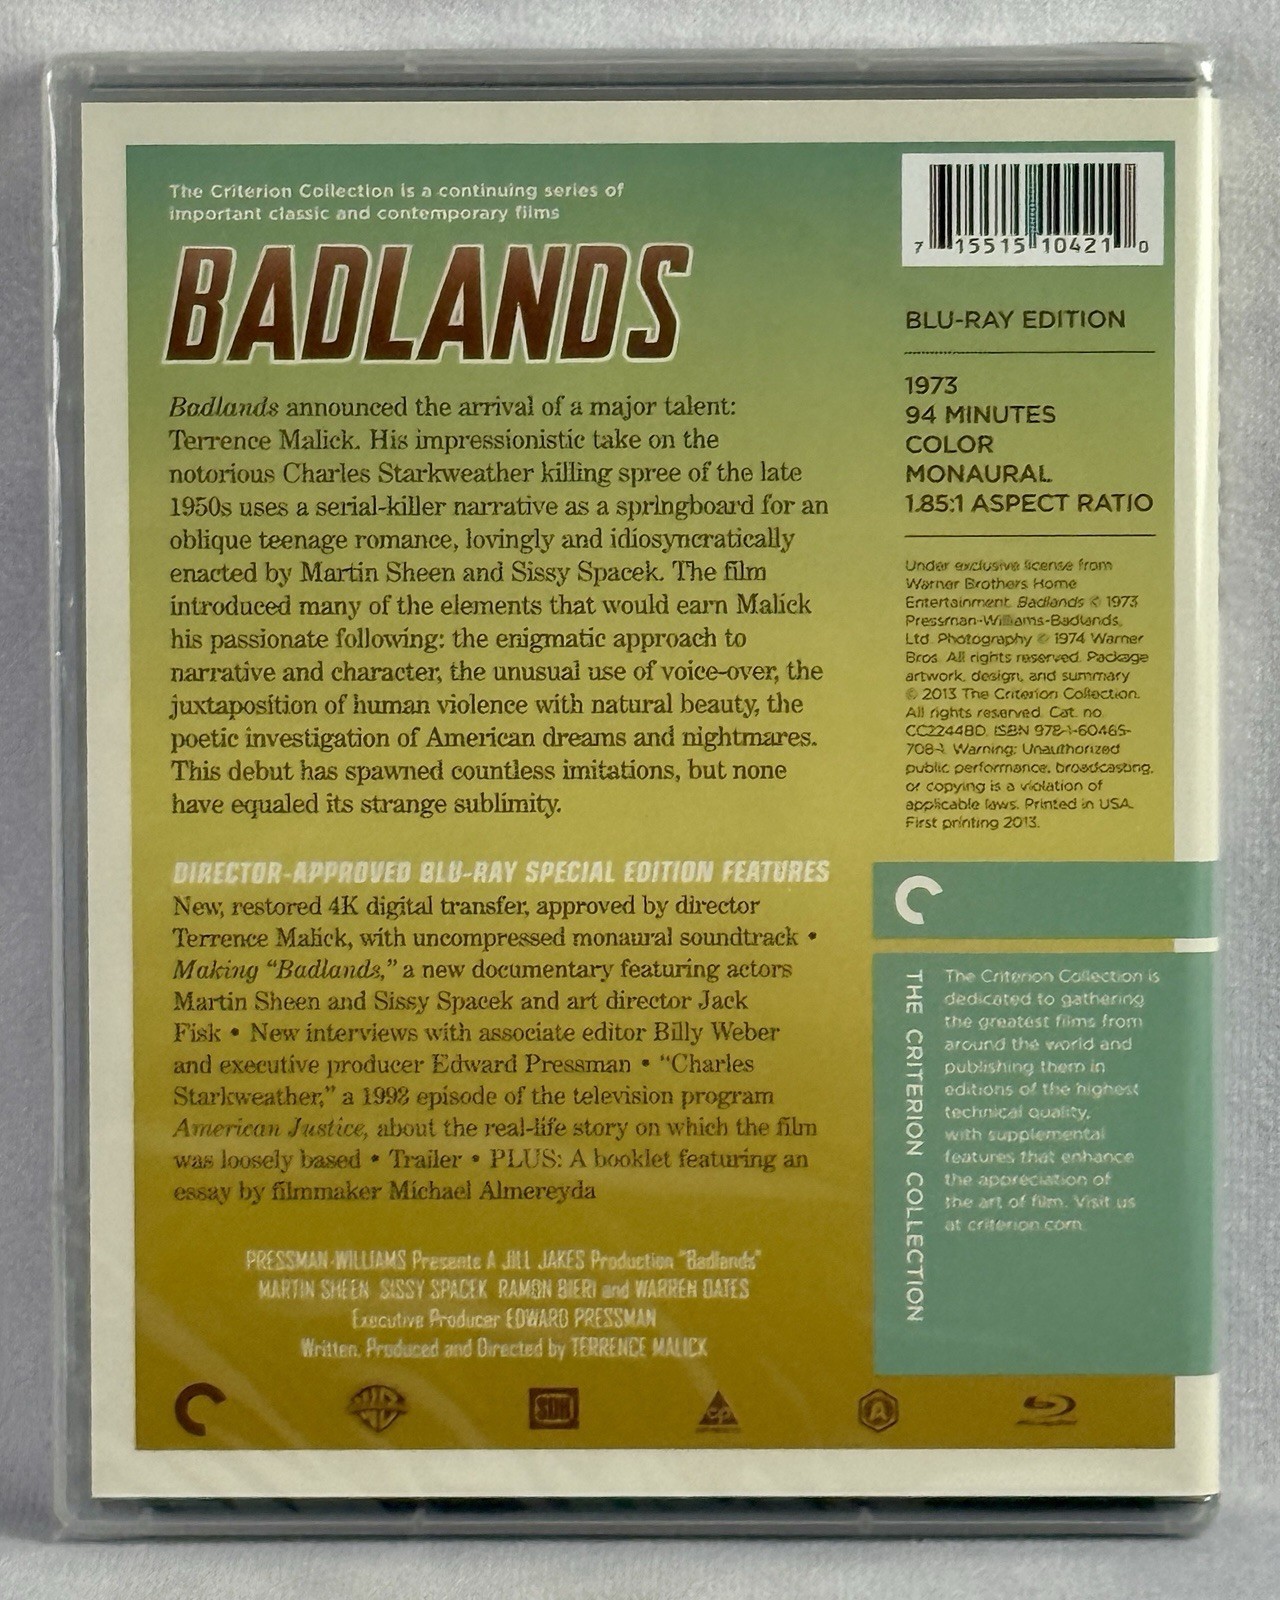 The Criterion Collection is a continuing series of
important classic and contemporary films
BADLANDS
Badlands announced the arrival of a major talent:
Terrence Malick. His impressionistic take on the
notorious Charles Starkweather killing spree of the late
1950s uses a serial-killer narrative as a springboard for an
oblique teenage romance, lovingly and idiosyncratically
enacted by Martin Sheen and Sissy Spacek. The film
introduced many of the elements that would earn Malick
his passionate following: the enigmatic approach to
narrative and character, the unusual use of voice-over, the
juxtaposition of human violence with natural beauty, the
poetic investigation of American dreams and nightmares.
This debut has spawned countless imitations, but none
have equaled its strange sublimity.
DIRECTOR-APPROVED BLU-RAY SPECIAL EDITION FEATURES
New, restored 4K digital transfer, approved by director
Terrence Malick, with uncompressed monaural soundtrack •
Making "Badlands," a new documentary featuring actors
Martin Sheen and Sissy Spacek and art director Jack
Fisk • New interviews with associate editor Billy Weber
and executive producer Edward Pressman • "Charles
Starkweather," a 1993 episode of the television program
American Justice, about the real-life story on which the film
was loosely based • Trailer • PLUS: A booklet featuring an
essay by filmmaker Michael Almereyda
PRESSMAN-WILLIAMS Presents A JILL JAKES Production "Badlands"
MARTIN SHEEN SISSY SPACEK RAMON BIERI and WARREN OATES
Executive Producer EDWARD PRESSMAN
Written, Produced and Directed by TERRENCE MALICK
7 15515 10421 0
BLU-RAY EDITION
1973
94 MINUTES
COLOR
MONAURAL
1.85:1 ASPECT RATIO
Under exclusive license from
Warner Brothers Home
Entertainment. Badlands © 1973
Pressman-Williams-Badlands,
Ltd. Photography © 1974 Warner
Bros. All rights reserved. Package
artwork, design, and summary
© 2013 The Criterion Collection.
All rights reserved. Cat. no.
CC2244BD. ISBN 978-1-60465-
708-1. Warning: Unauthorized
public performance, broadcasting,
or copying is a violation of
applicable laws. Printed in USA.
First printing 2013.
THE CRITERION COLLECTION
The Criterion Collection is
dedicated to gathering
the greatest films from
around the world and
publishing them in
editions of the highest
technical quality,
with supplemental
features that enhance
the appreciation of
the art of film. Visit us
at criterion.com.
WB
SDH
cp
A